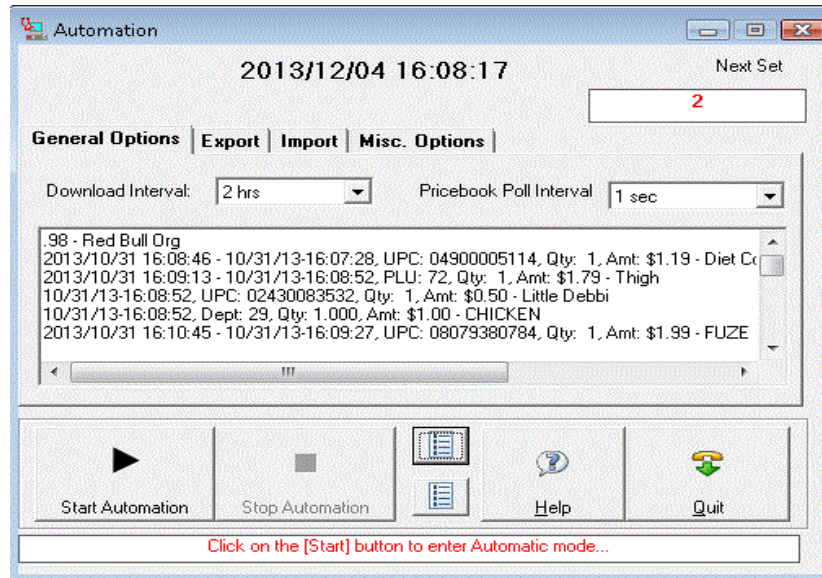 Automation
2013/12/04 16:08:17
Next Set
2
General Options Export Import Misc. Options
Download Interval: 2 hrs Pricebook Poll Interval 1 sec
.98 - Red Bull Org
2013/10/31 16:08:46 - 10/31/13-16:07:28, UPC: 04900005114, Qty: 1, Amt: $1.19 - Diet Co
2013/10/31 16:09:13 - 10/31/13-16:08:52, PLU: 72, Qty: 1, Amt: $1.79 - Thigh
10/31/13-16:08:52, UPC: 02430083532, Qty: 1, Amt: $0.50 - Little Debbi
10/31/13-16:08:52, Dept: 29, Qty: 1.000, Amt: $1.00 - CHICKEN
2013/10/31 16:10:45 - 10/31/13-16:09:27, UPC: 08079380784, Qty: 1, Amt: $1.99 - FUZE
Start Automation Stop Automation Help Quit
Click on the [Start] button to enter Automatic mode...